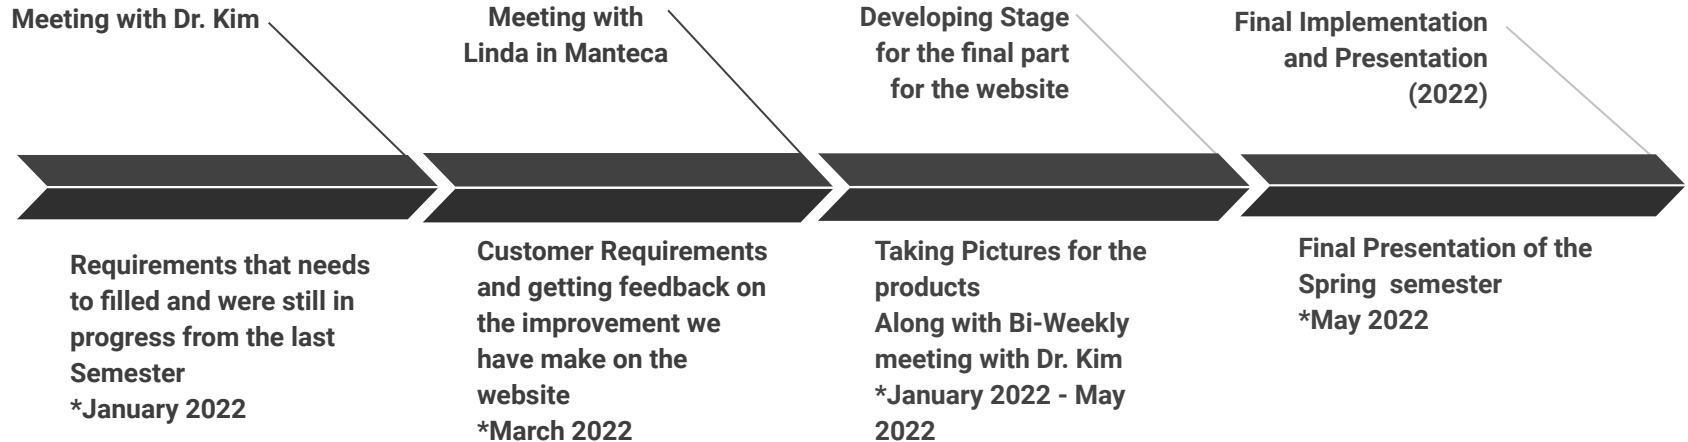 Meeting with Dr. Kim
Meeting with
Linda in Manteca
Developing Stage
for the final part
for the website
Final Implementation
and Presentation
(2022)
Requirements that needs
to filled and were still in
progress from the last
Semester
*January 2022
Customer Requirements
and getting feedback on
the improvement we
have make on the
website
*March 2022
Taking Pictures for the
products
Along with Bi-Weekly
meeting with Dr. Kim
*January 2022 - May
2022
Final Presentation of the
Spring  semester
*May 2022